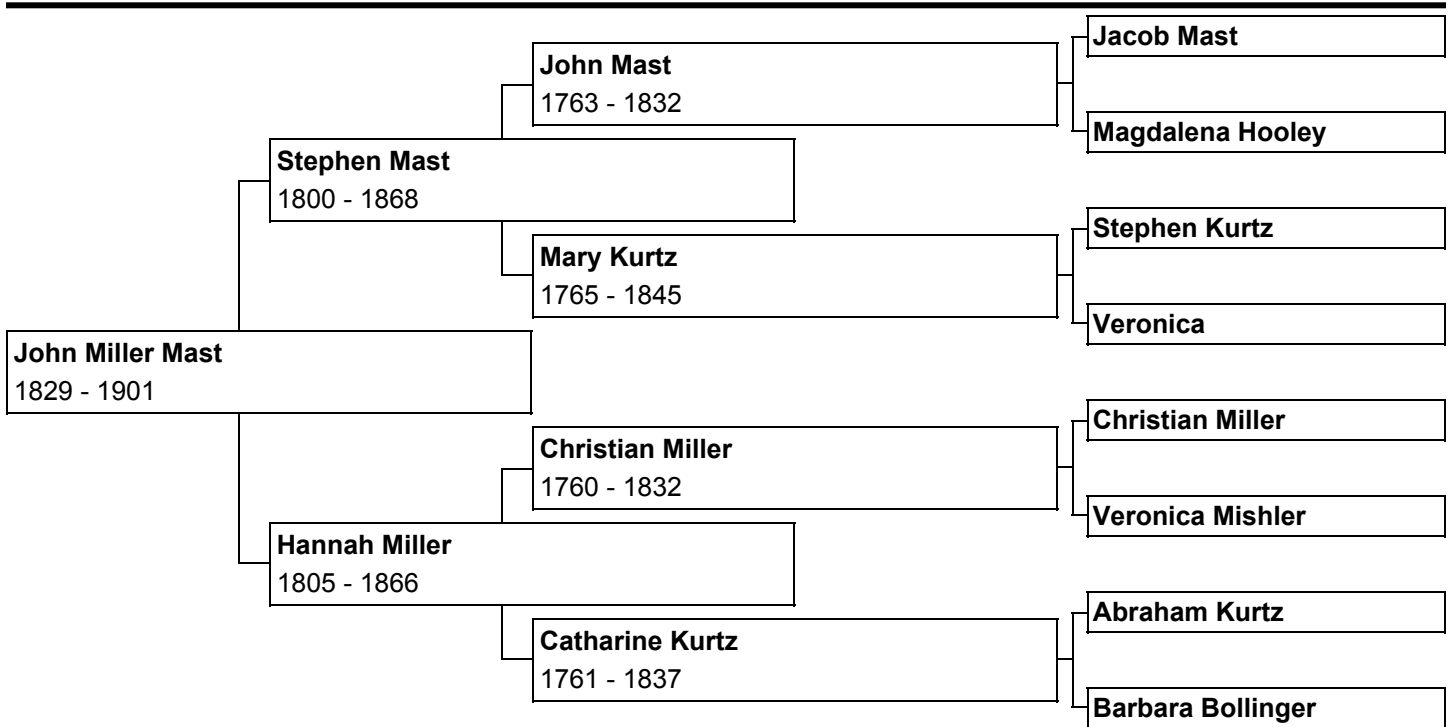 Jacob Mast
John Mast
1763 - 1832
Magdalena Hooley
Stephen Mast
1800 - 1868
Stephen Kurtz
Mary Kurtz
1765 - 1845
Veronica
John Miller Mast
1829 - 1901
Christian Miller
Christian Miller
1760 - 1832
Veronica Mishler
Hannah Miller
1805 - 1866
Abraham Kurtz
Catharine Kurtz
1761 - 1837
Barbara Bollinger